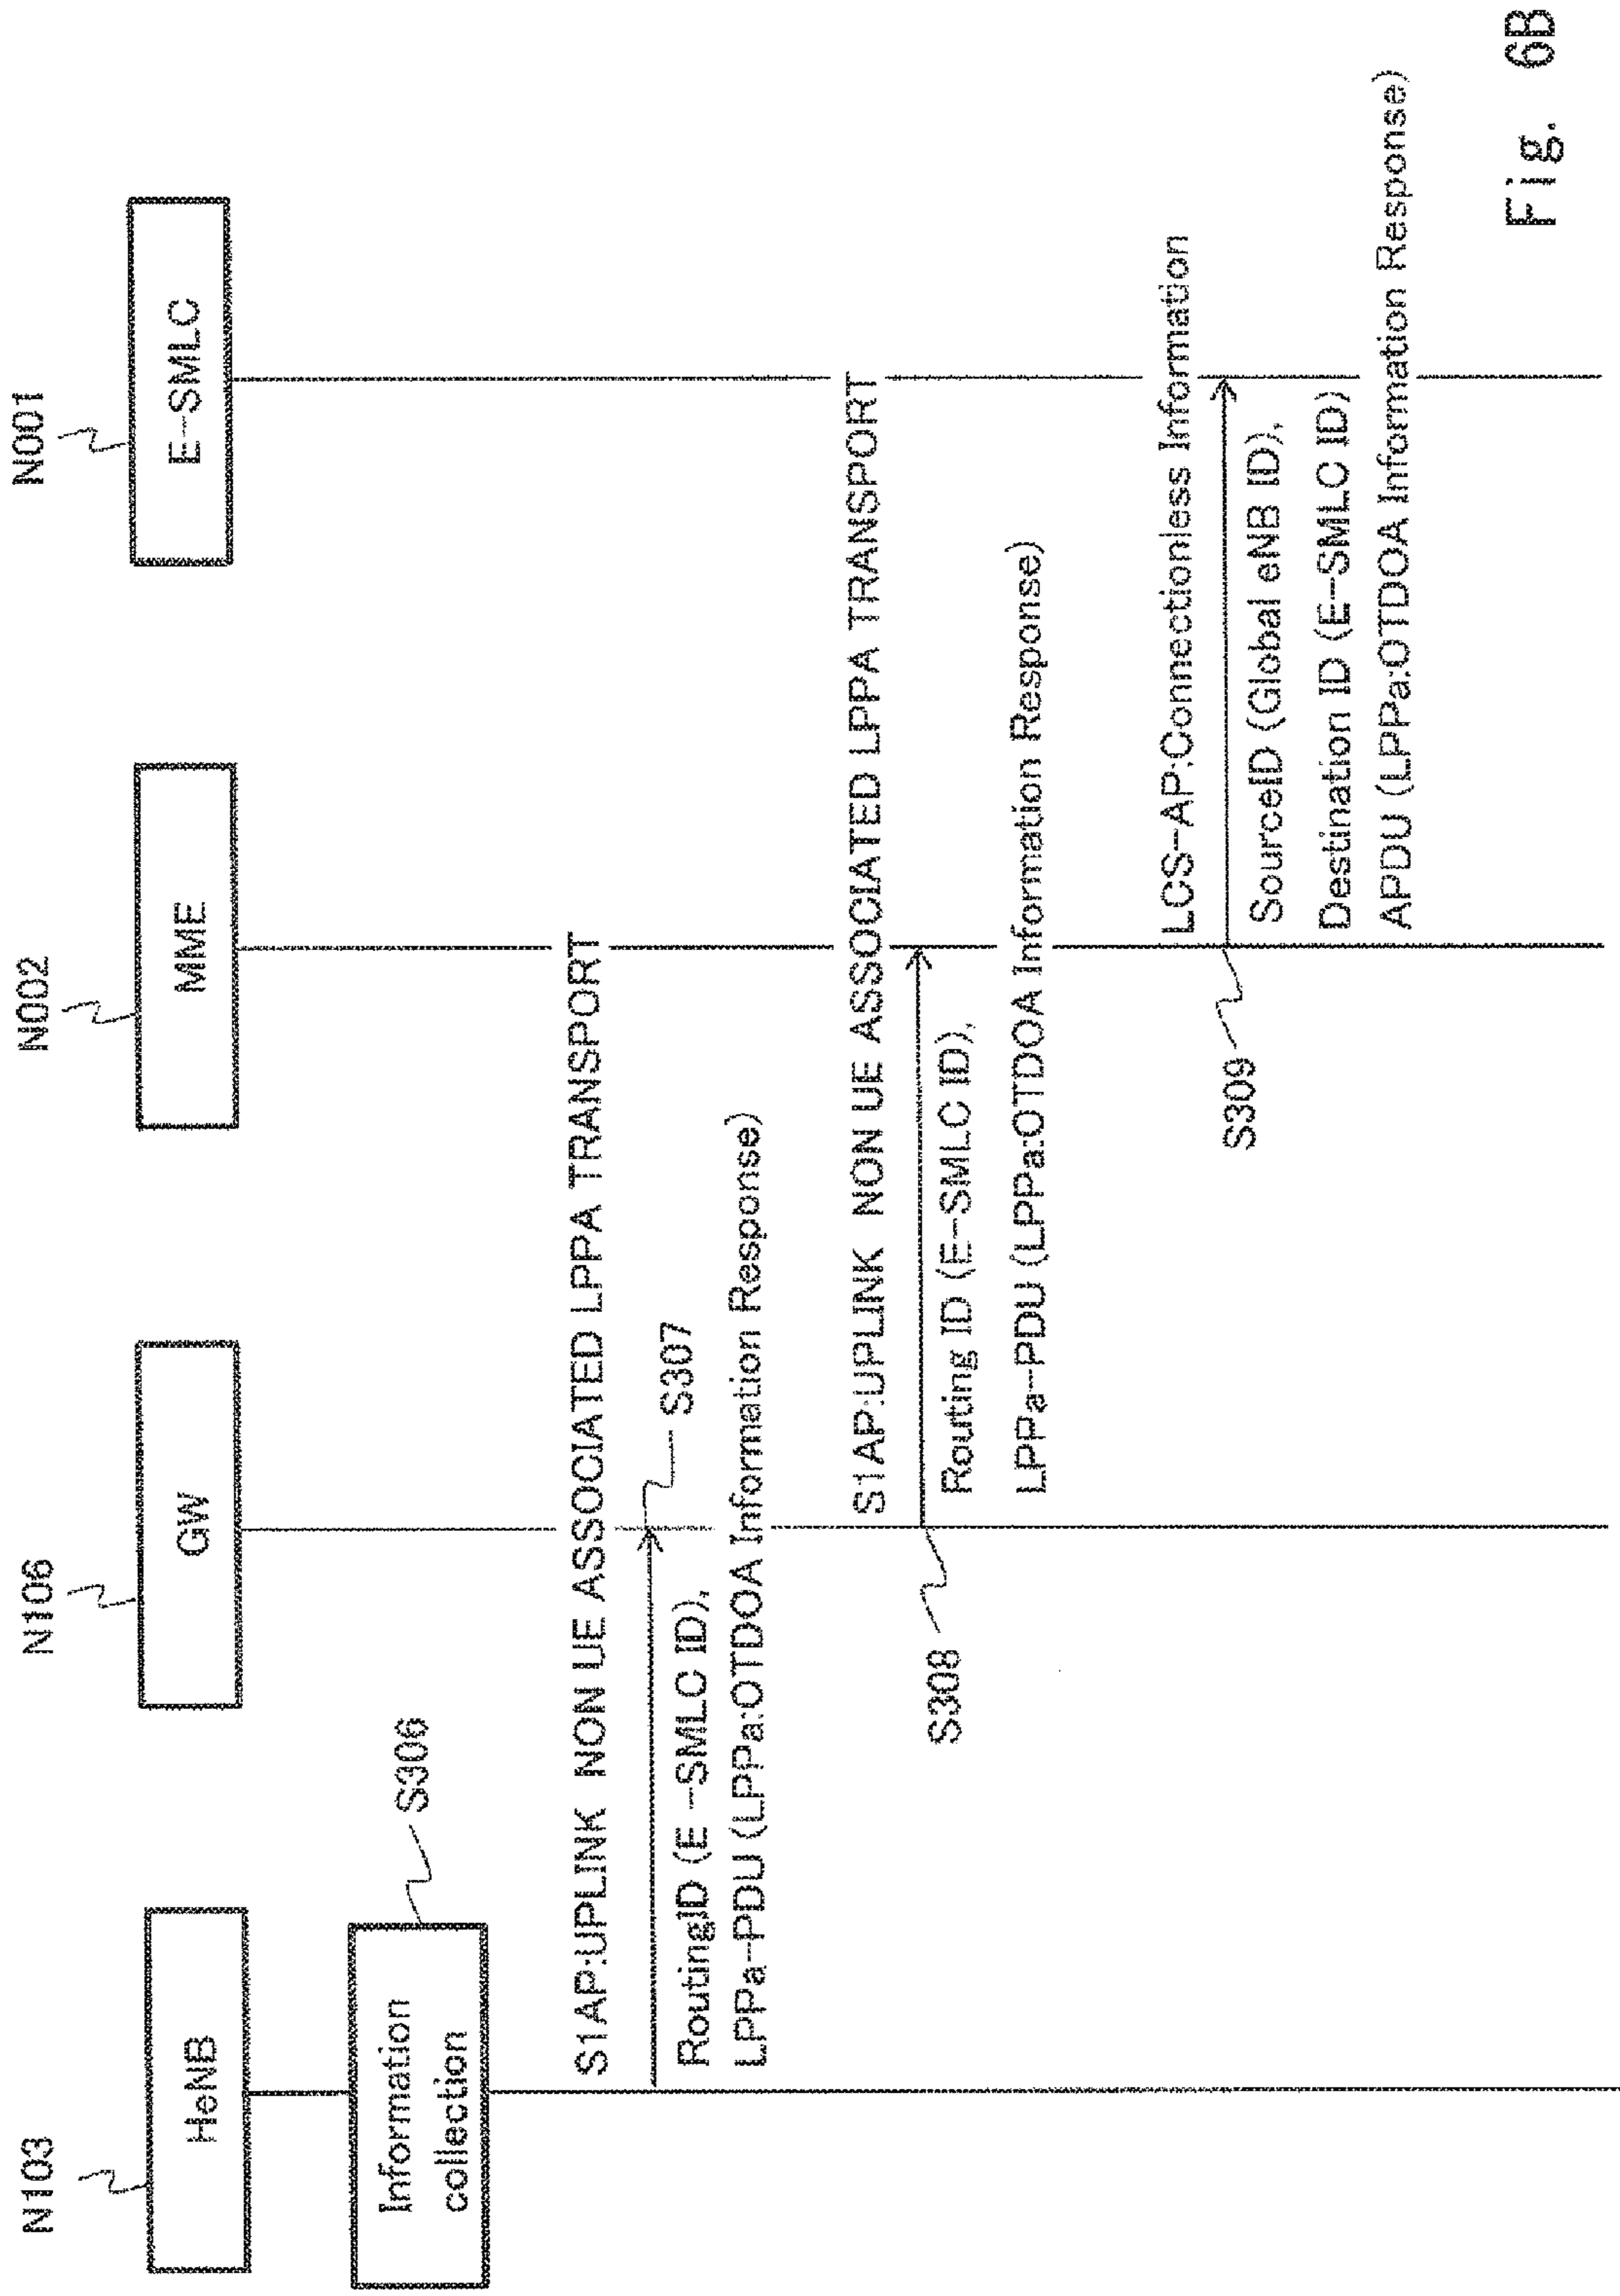 N103
N106
N002
N001
HeNB
GW
MME
E-SMLC
Information
collection
S306
S1AP:UPLINK NON UE ASSOCIATED LPPA TRANSPORT
S307
RoutingID (E-SMLC ID),
LPPa-PDU (LPPa:OTDOA Information Response)
S1AP:UPLINK NON UE ASSOCIATED LPPA TRANSPORT
S308
Routing ID (E-SMLC ID),
LPPa-PDU (LPPa:OTDOA Information Response)
LCS-AP:Connectionless Information
S309
SourceID (Global eNB ID),
Destination ID (E-SMLC ID)
APDU (LPPa:OTDOA Information Response)
Fig. 6B